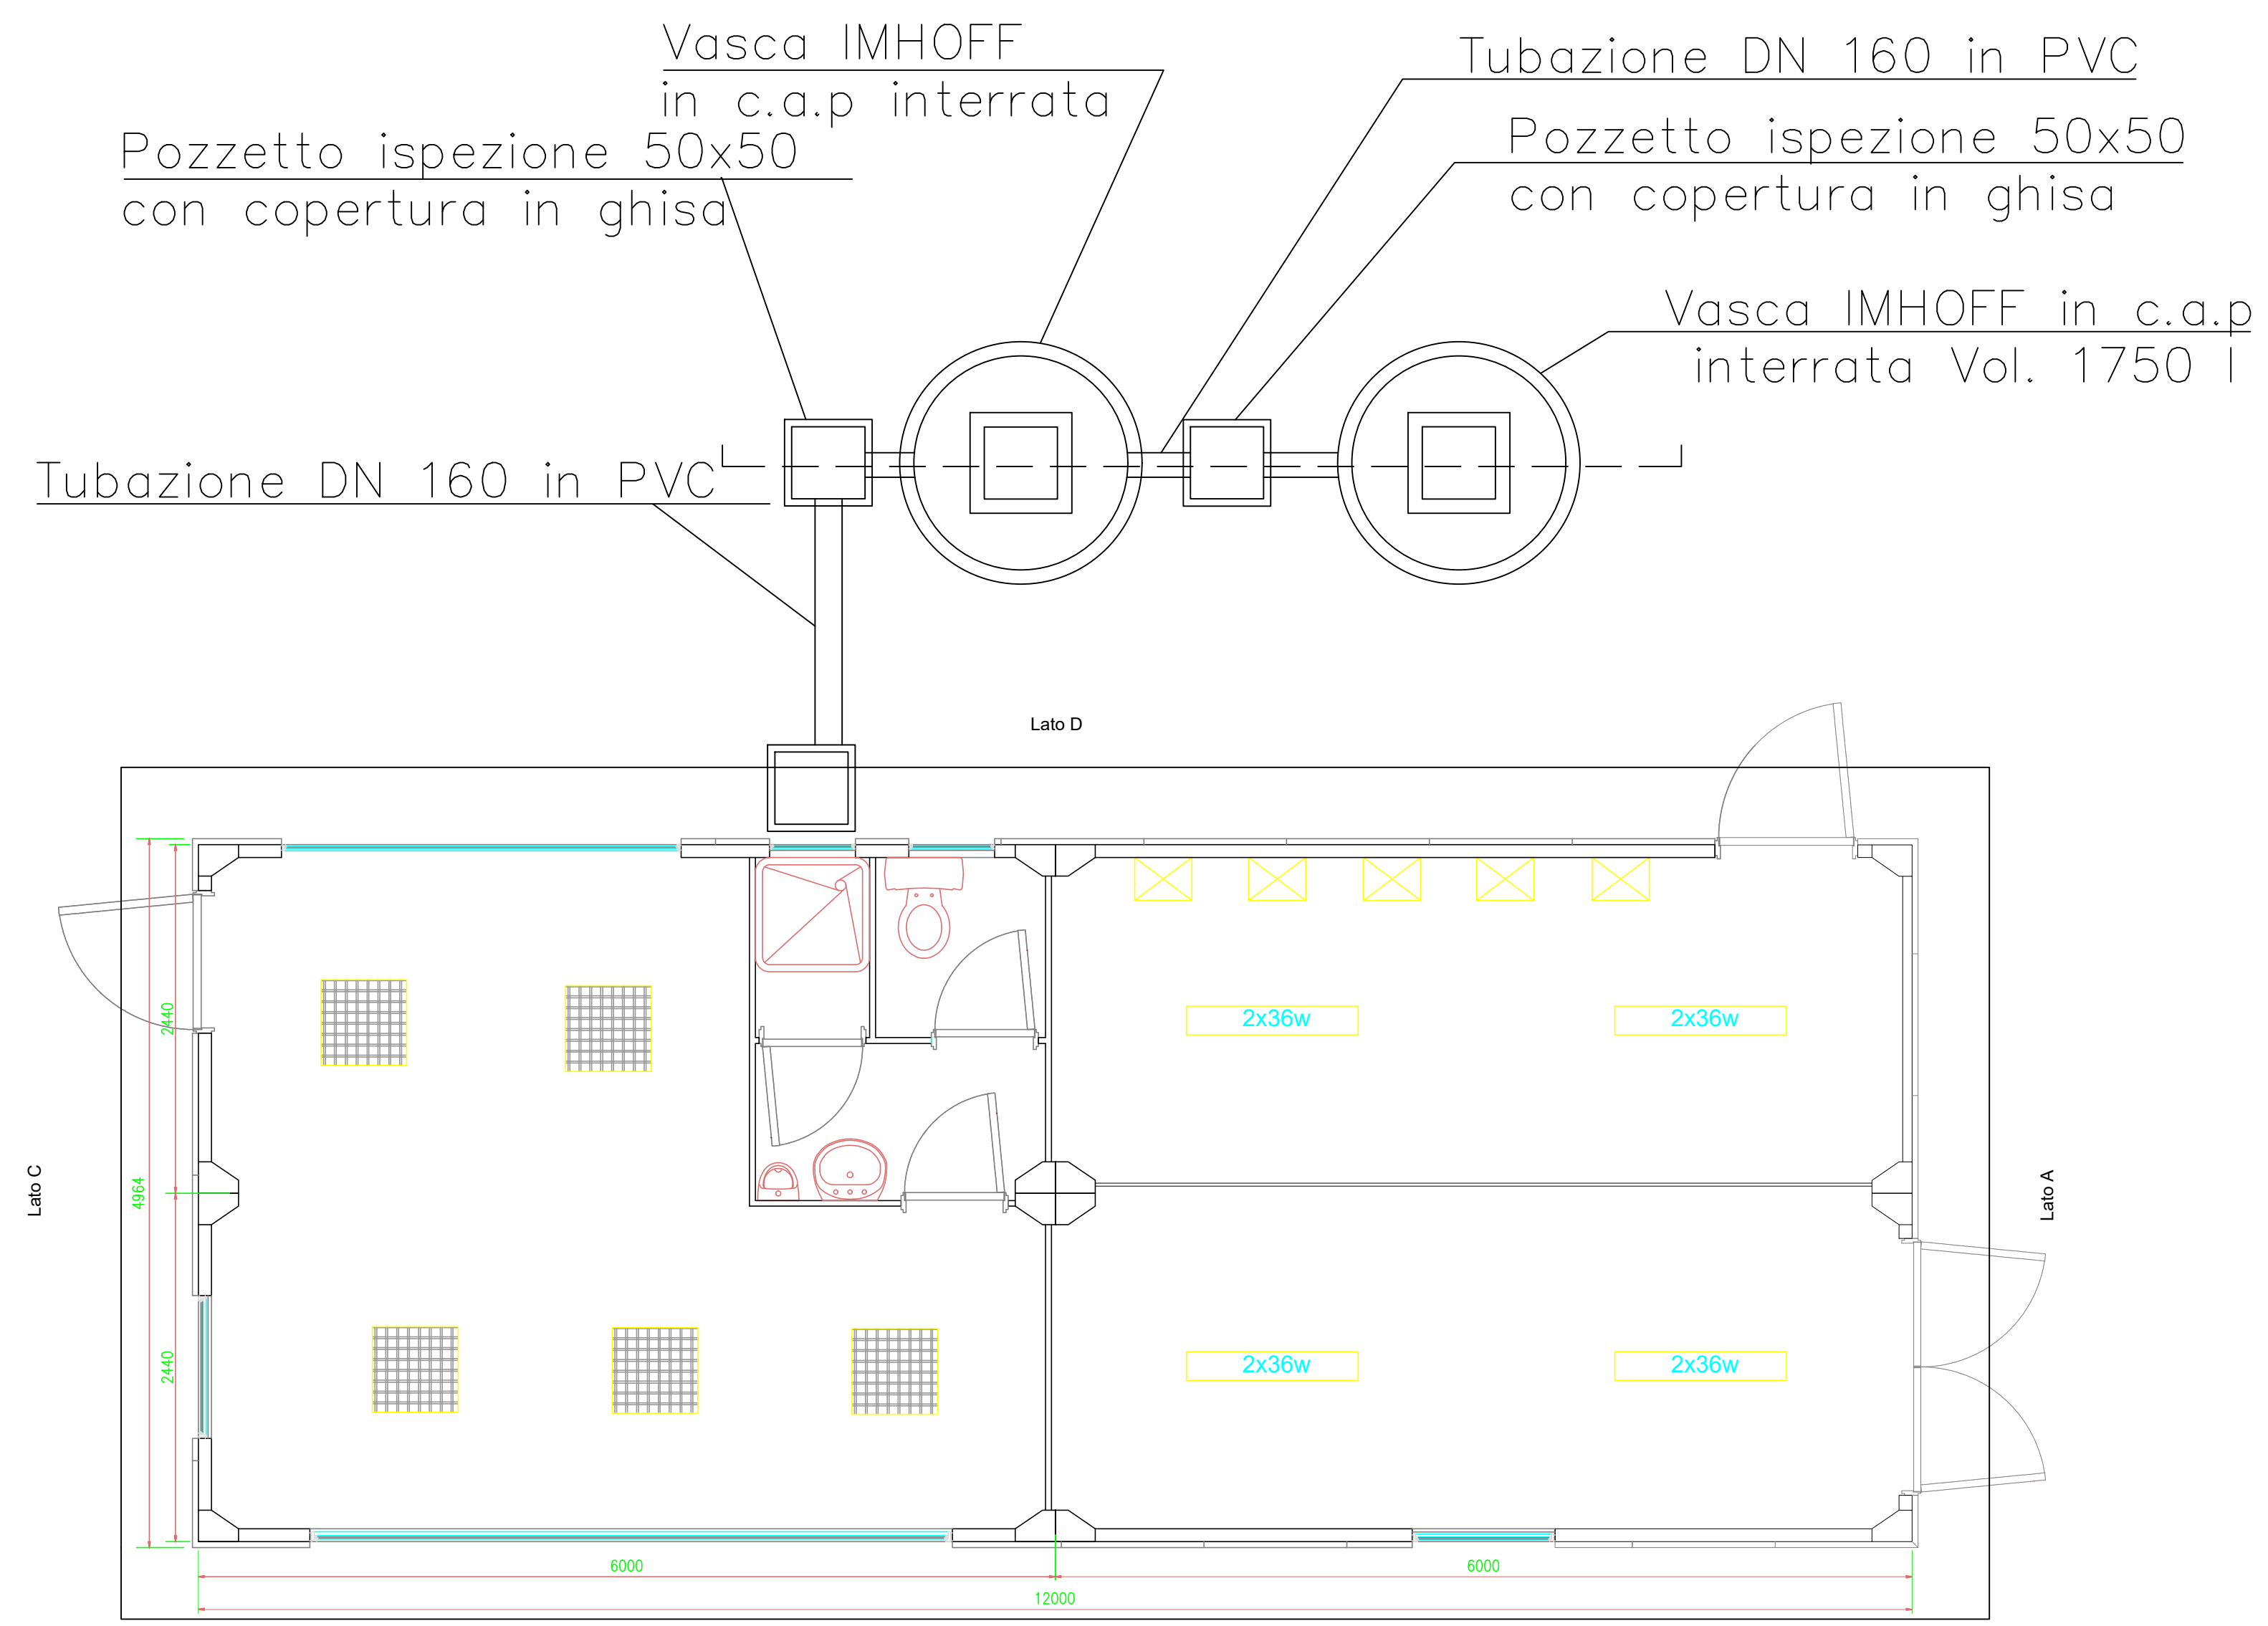 Vasca IMHOFF
in c.a.p interrata
Tubazione DN 160 in PVC
Pozzetto ispezione 50x50
con copertura in ghisa
Pozzetto ispezione 50x50
con copertura in ghisa
Vasca IMHOFF in c.a.p
interrata Vol. 1750 l
Tubazione DN 160 in PVC
Lato D
2440
2x36w
2x36w
Lato C
4964
Lato A
2440
2x36w
2x36w
6000
6000
12000